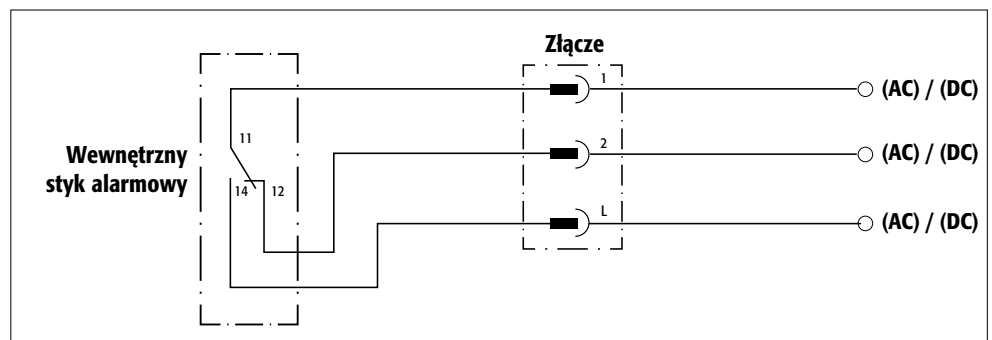 Złącze
1
(AC) / (DC)
11
Wewnętrzny
styk alarmowy
2
(AC) / (DC)
14
12
L
(AC) / (DC)